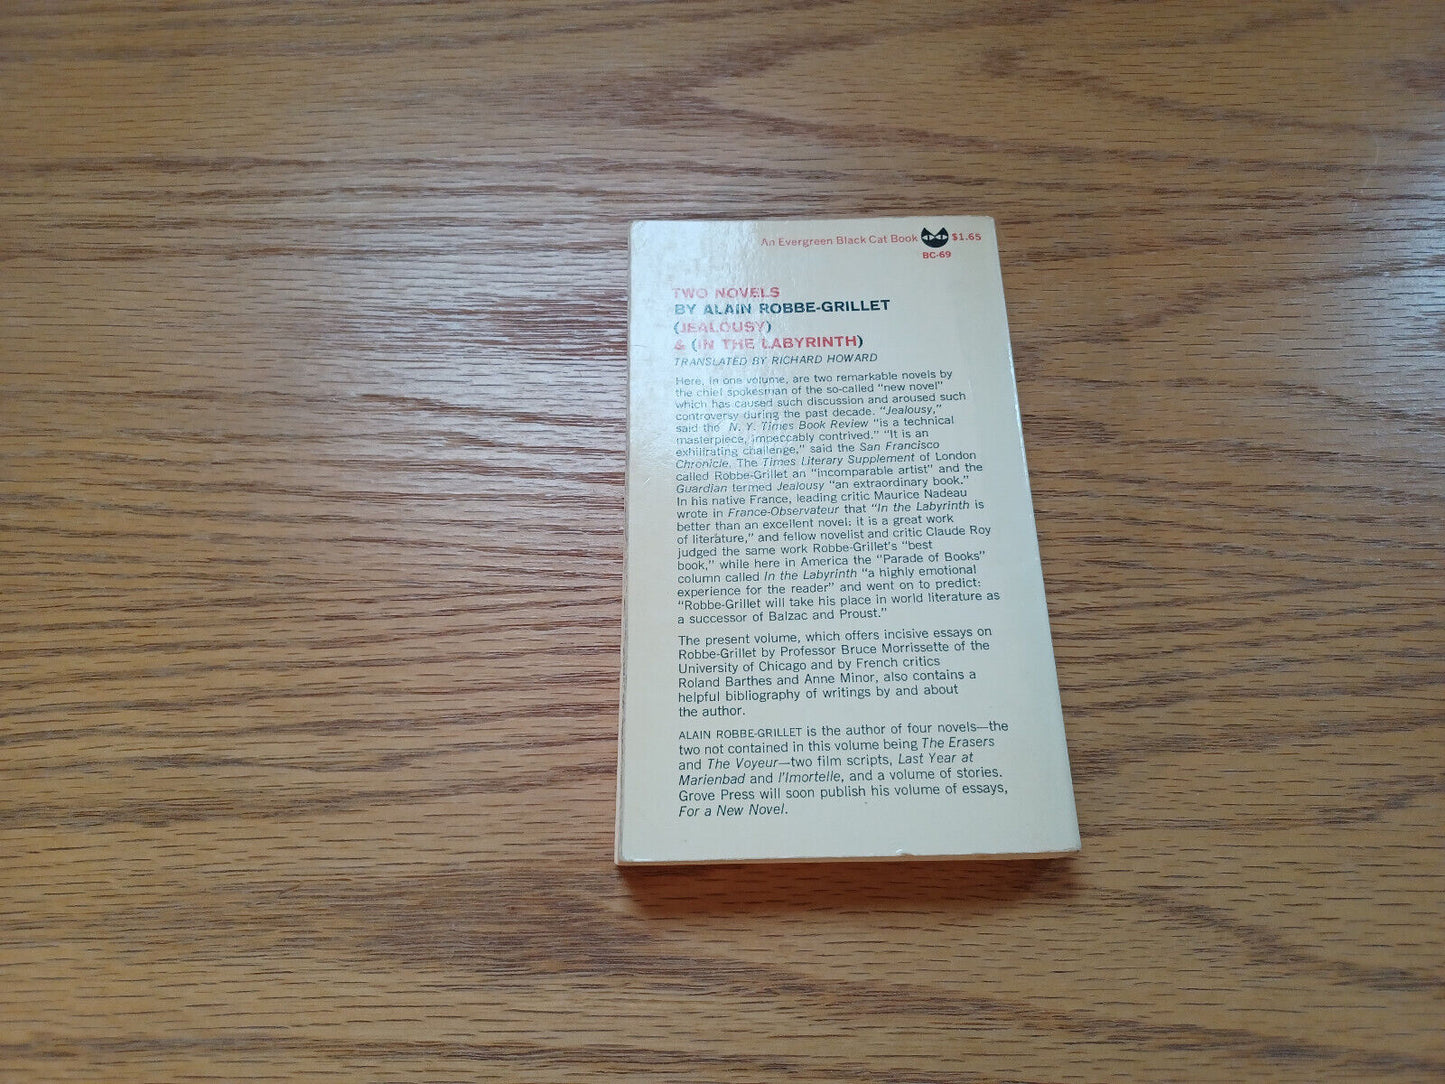 An Evergreen Black Cat Book $1.65
BC-69
TWO NOVELS
BY ALAIN ROBBE-GRILLET
(JEALOUSY)
& (IN THE LABYRINTH)
TRANSLATED BY RICHARD HOWARD
Here, in one volume, are two remarkable novels by
the chief spokesman of the so-called "new novel"
which has caused such discussion and aroused such
controversy during the past decade. "Jealousy,"
said the N. Y. Times Book Review "is a technical
masterpiece, impeccably contrived." "It is an
exhilirating challenge," said the San Francisco
Chronicle. The Times Literary Supplement of London
called Robbe-Grillet an "incomparable artist" and the
Guardian termed Jealousy "an extraordinary book."
In his native France, leading critic Maurice Nadeau
wrote in France-Observateur that "In the Labyrinth is
better than an excellent novel: it is a great work
of literature," and fellow novelist and critic Claude Roy
judged the same work Robbe-Grillet's "best
book," while here in America the "Parade of Books"
column called In the Labyrinth "a highly emotional
experience for the reader" and went on to predict:
"Robbe-Grillet will take his place in world literature as
a successor of Balzac and Proust."
The present volume, which offers incisive essays on
Robbe-Grillet by Professor Bruce Morrissette of the
University of Chicago and by French critics
Roland Barthes and Anne Minor, also contains a
helpful bibliography of writings by and about
the author.
ALAIN ROBBE-GRILLET is the author of four novels—the
two not contained in this volume being The Erasers
and The Voyeur—two film scripts, Last Year at
Marienbad and l'Imortelle, and a volume of stories.
Grove Press will soon publish his volume of essays,
For a New Novel.